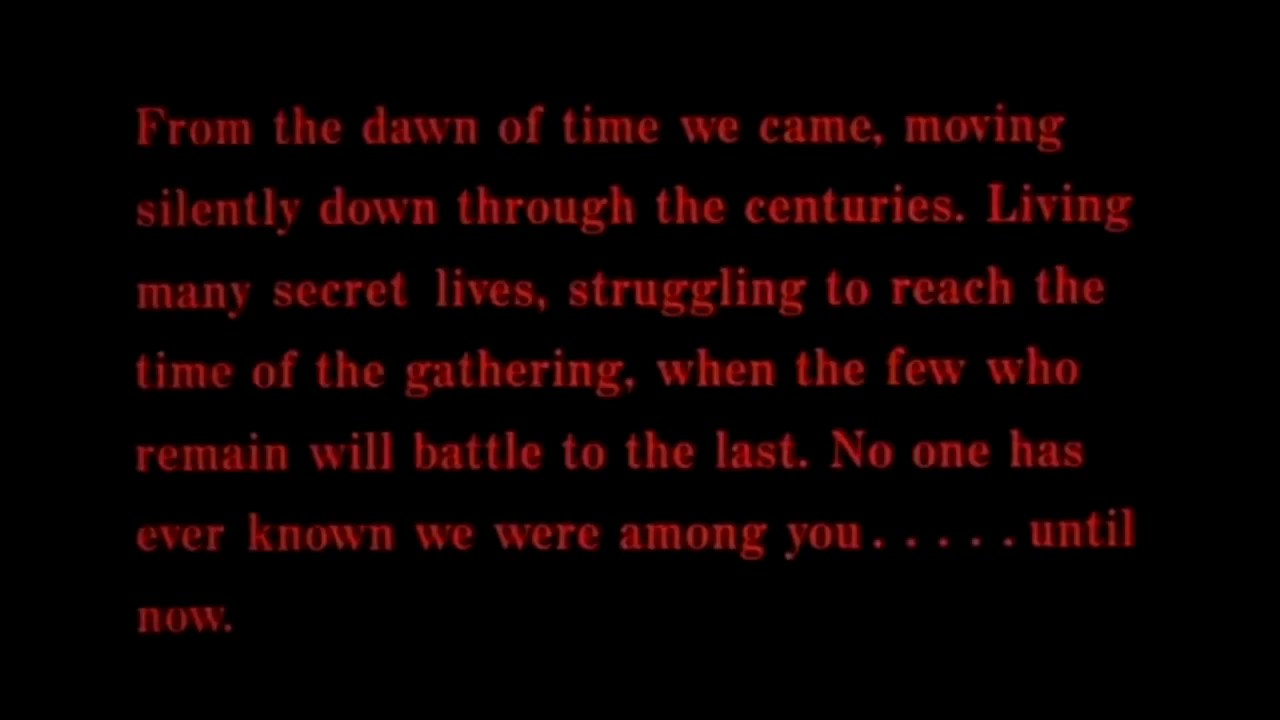 From the dawn of time we came, moving
silently down through the centuries. Living
many secret lives, struggling to reach the
time of the gathering, when the few who
remain will battle to the last. No one has
ever known we were among you.....until
now.